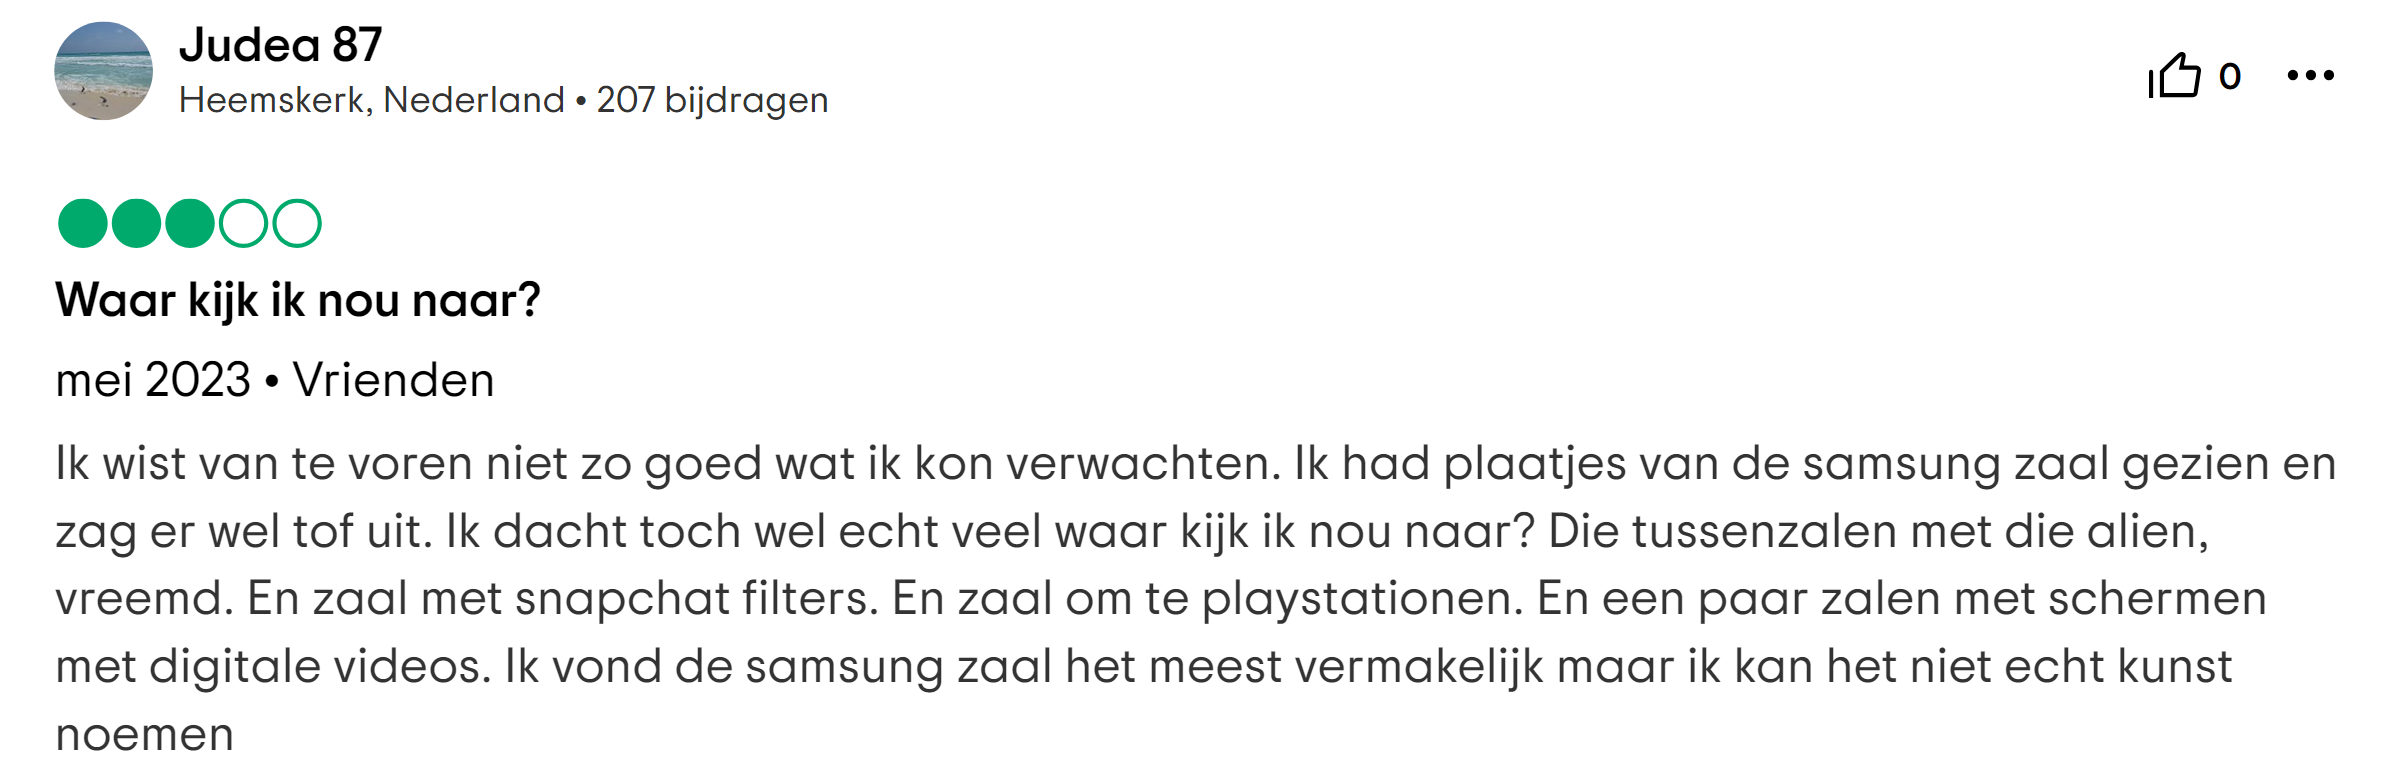 Judea 87
Heemskerk, Nederland • 207 bijdragen
0
Waar kijk ik nou naar?
mei 2023 • Vrienden
Ik wist van te voren niet zo goed wat ik kon verwachten. Ik had plaatjes van de samsung zaal gezien en
zag er wel tof uit. Ik dacht toch wel echt veel waar kijk ik nou naar? Die tussenzalen met die alien,
vreemd. En zaal met snapchat filters. En zaal om te playstationen. En een paar zalen met schermen
met digitale videos. Ik vond de samsung zaal het meest vermakelijk maar ik kan het niet echt kunst
noemen